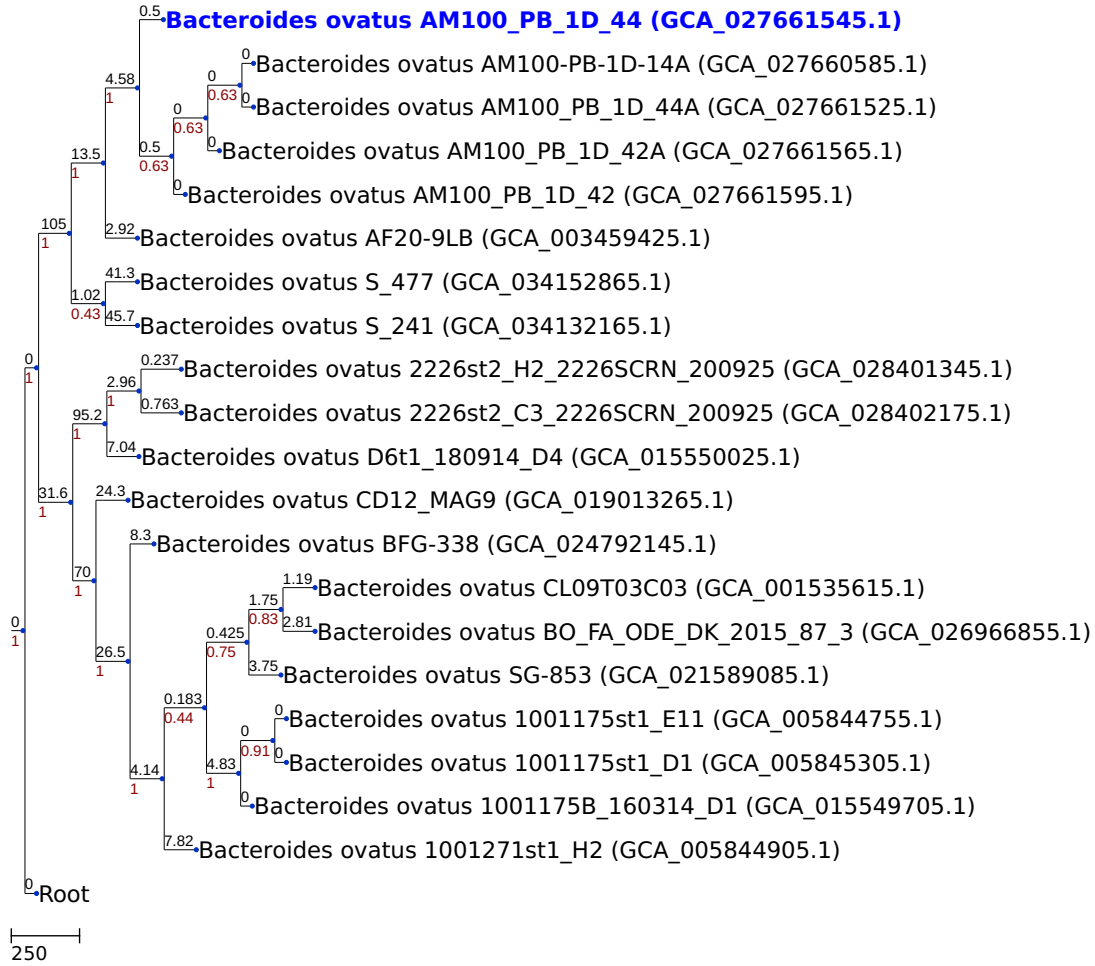 0.5
Bacteroides ovatus AM100_PB_1D_44 (GCA_027661545.1)
0
Bacteroides ovatus AM100-PB-1D-14A (GCA_027660585.1)
4.58
1
0
0.63
0
Bacteroides ovatus AM100_PB_1D_44A (GCA_027661525.1)
0
0.63
0
Bacteroides ovatus AM100_PB_1D_42A (GCA_027661565.1)
13.5
1
0.5
0.63
0
Bacteroides ovatus AM100_PB_1D_42 (GCA_027661595.1)
105
1
2.92
Bacteroides ovatus AF20-9LB (GCA_003459425.1)
41.3
Bacteroides ovatus S_477 (GCA_034152865.1)
1.02
0.43
45.7
Bacteroides ovatus S_241 (GCA_034132165.1)
0
1
0.237
Bacteroides ovatus 2226st2_H2_2226SCRN_200925 (GCA_028401345.1)
2.96
1
0.763
Bacteroides ovatus 2226st2_C3_2226SCRN_200925 (GCA_028402175.1)
95.2
1
7.04
Bacteroides ovatus D6t1_180914_D4 (GCA_015550025.1)
31.6
1
24.3
Bacteroides ovatus CD12_MAG9 (GCA_019013265.1)
8.3
Bacteroides ovatus BFG-338 (GCA_024792145.1)
70
1
1.19
Bacteroides ovatus CL09T03C03 (GCA_001535615.1)
1.75
0.83
2.81
Bacteroides ovatus BO_FA_ODE_DK_2015_87_3 (GCA_026966855.1)
0
1
0.425
0.75
26.5
1
3.75
Bacteroides ovatus SG-853 (GCA_021589085.1)
0.183
0.44
0
Bacteroides ovatus 1001175st1_E11 (GCA_005844755.1)
0
0.91
0
Bacteroides ovatus 1001175st1_D1 (GCA_005845305.1)
4.14
1
4.83
1
0
Bacteroides ovatus 1001175B_160314_D1 (GCA_015549705.1)
7.82
Bacteroides ovatus 1001271st1_H2 (GCA_005844905.1)
0
Root
250